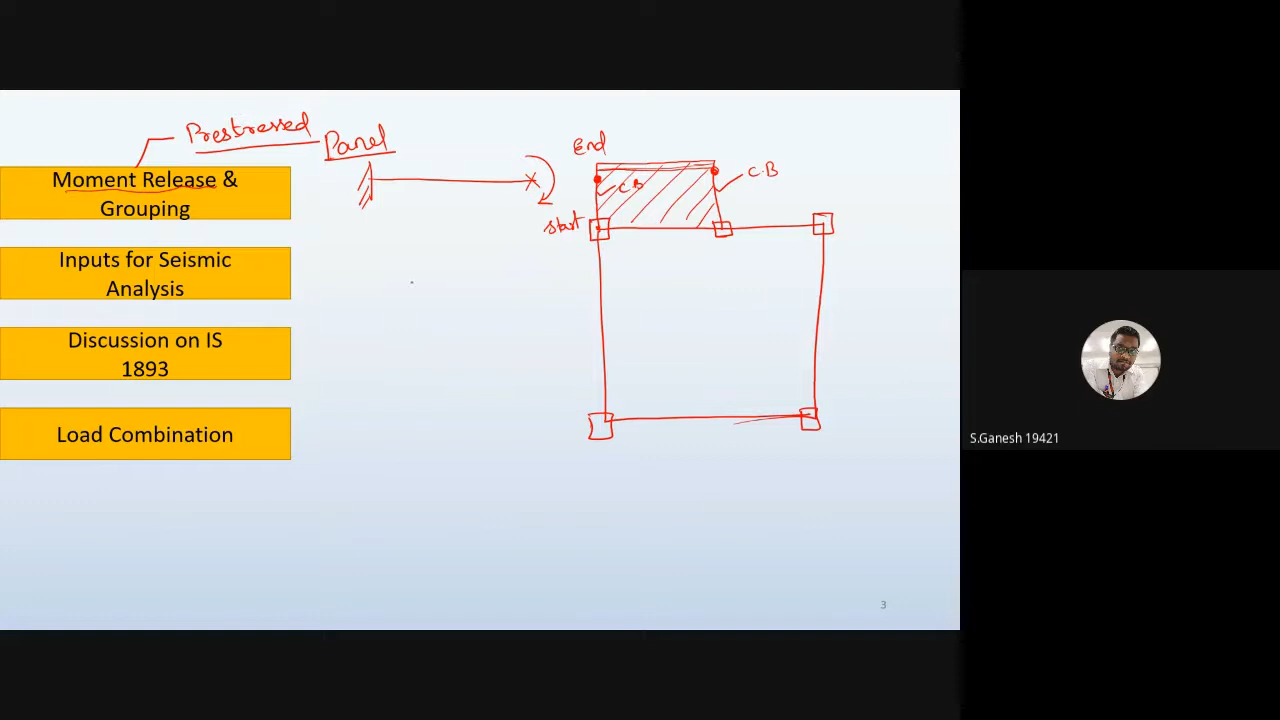 Prestressed
Panel
Moment Release &
Grouping
Inputs for Seismic
Analysis
Discussion on IS
1893
Load Combination
End
C.B
C.B
Start
3
S.Ganesh 19421